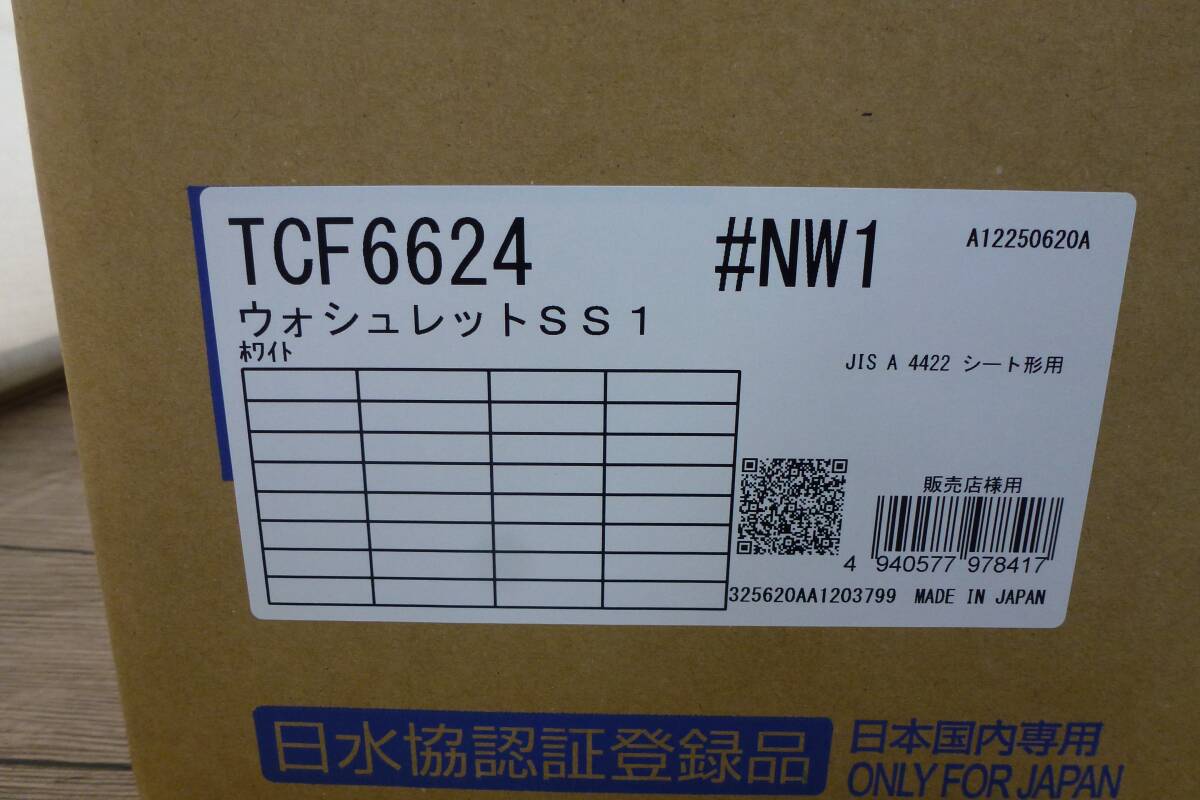 TCF6624 #NW1 A12250620A
ウォシュレットSS1
ホワイト
JIS A 4422 シート形用
販売店様用
4 940577 978417
325620AA1203799 MADE IN JAPAN
日水協認証登録品
日本国内専用
ONLY FOR JAPAN